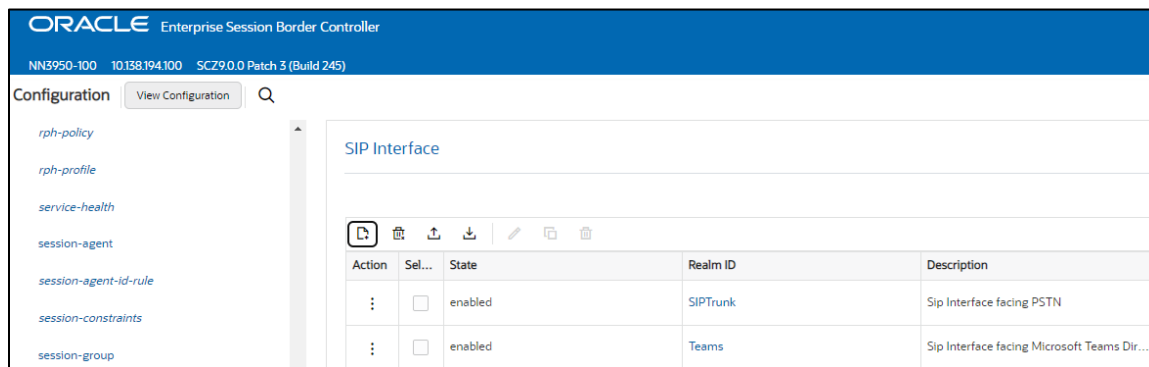 ORACLE Enterprise Session Border Controller
NN3950-100 10.138.194.100 SCZ9.0.0 Patch 3 (Build 245)
Configuration View Configuration
rph-policy
rph-profile
service-health
session-agent
session-agent-id-rule
session-constraints
session-group
SIP Interface
Action Sel... State Realm ID Description
enabled SIPTrunk Sip Interface facing PSTN
enabled Teams Sip Interface facing Microsoft Teams Dir...